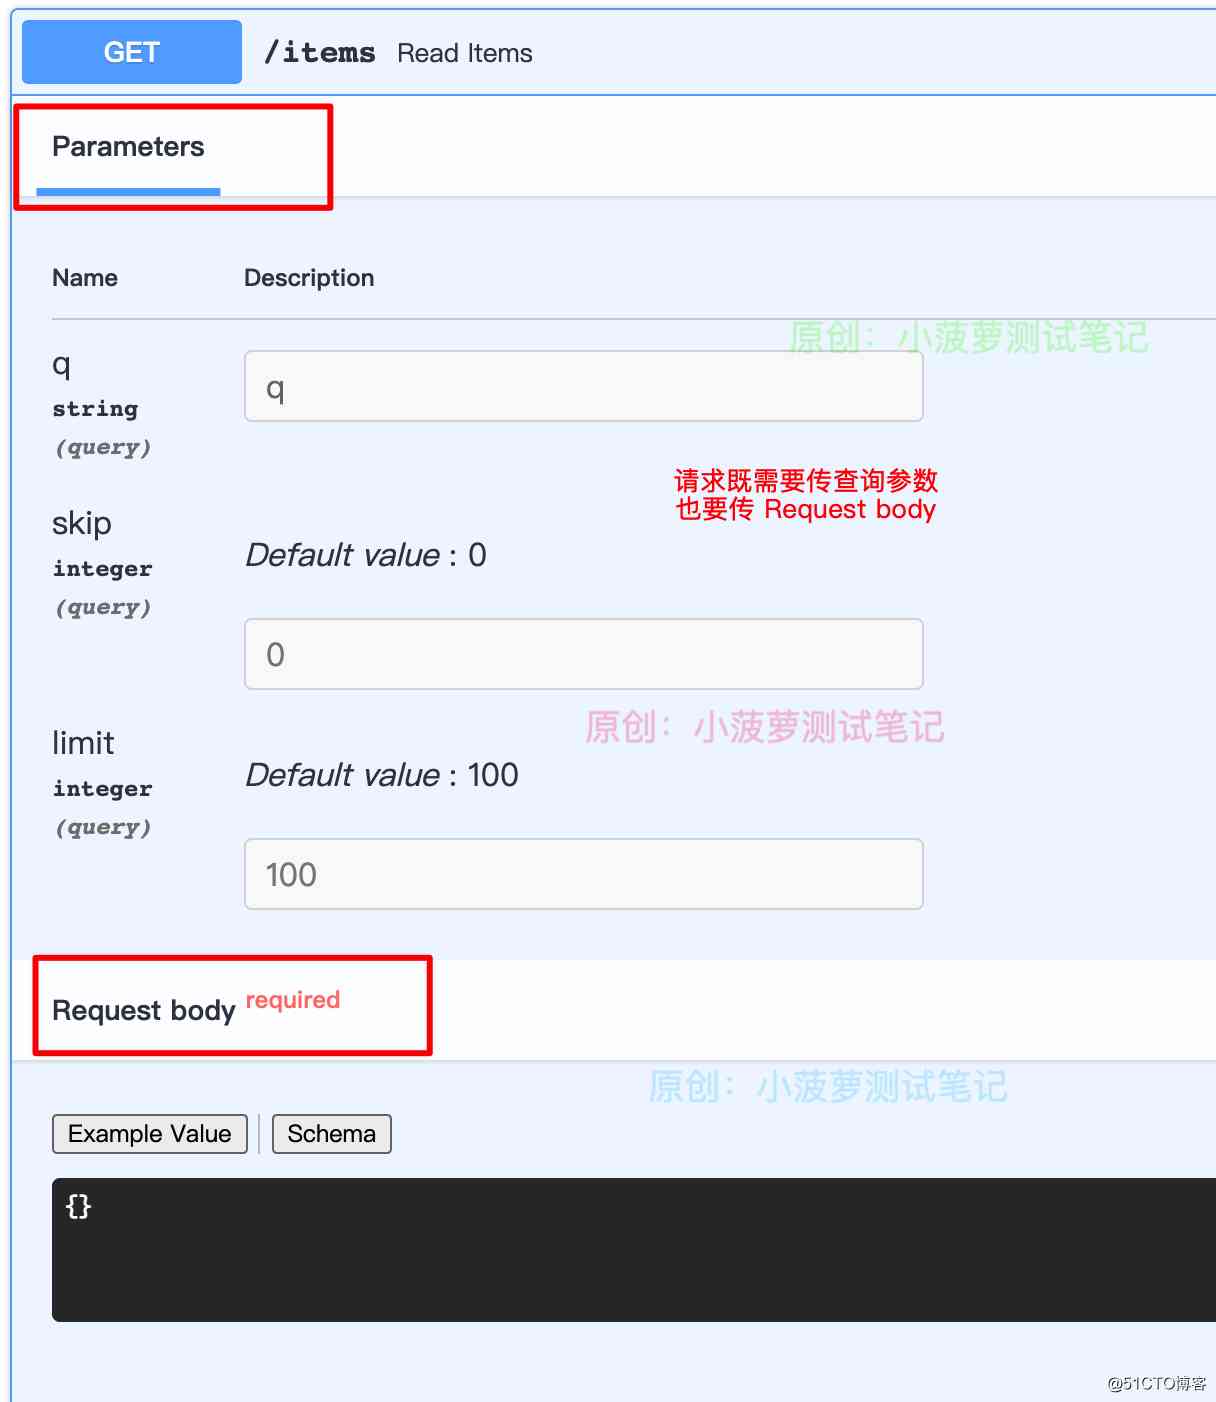 GET /items Read Items
Parameters
Name Description
原创：小菠萝测试笔记
q
q
string
(query)
请求既需要传查询参数
也要传 Request body
skip
Default value : 0
integer
(query)
0
原创：小菠萝测试笔记
limit
Default value : 100
integer
(query)
100
Request body required
原创：小菠萝测试笔记
Example Value | Schema
{}
@51CTO博客